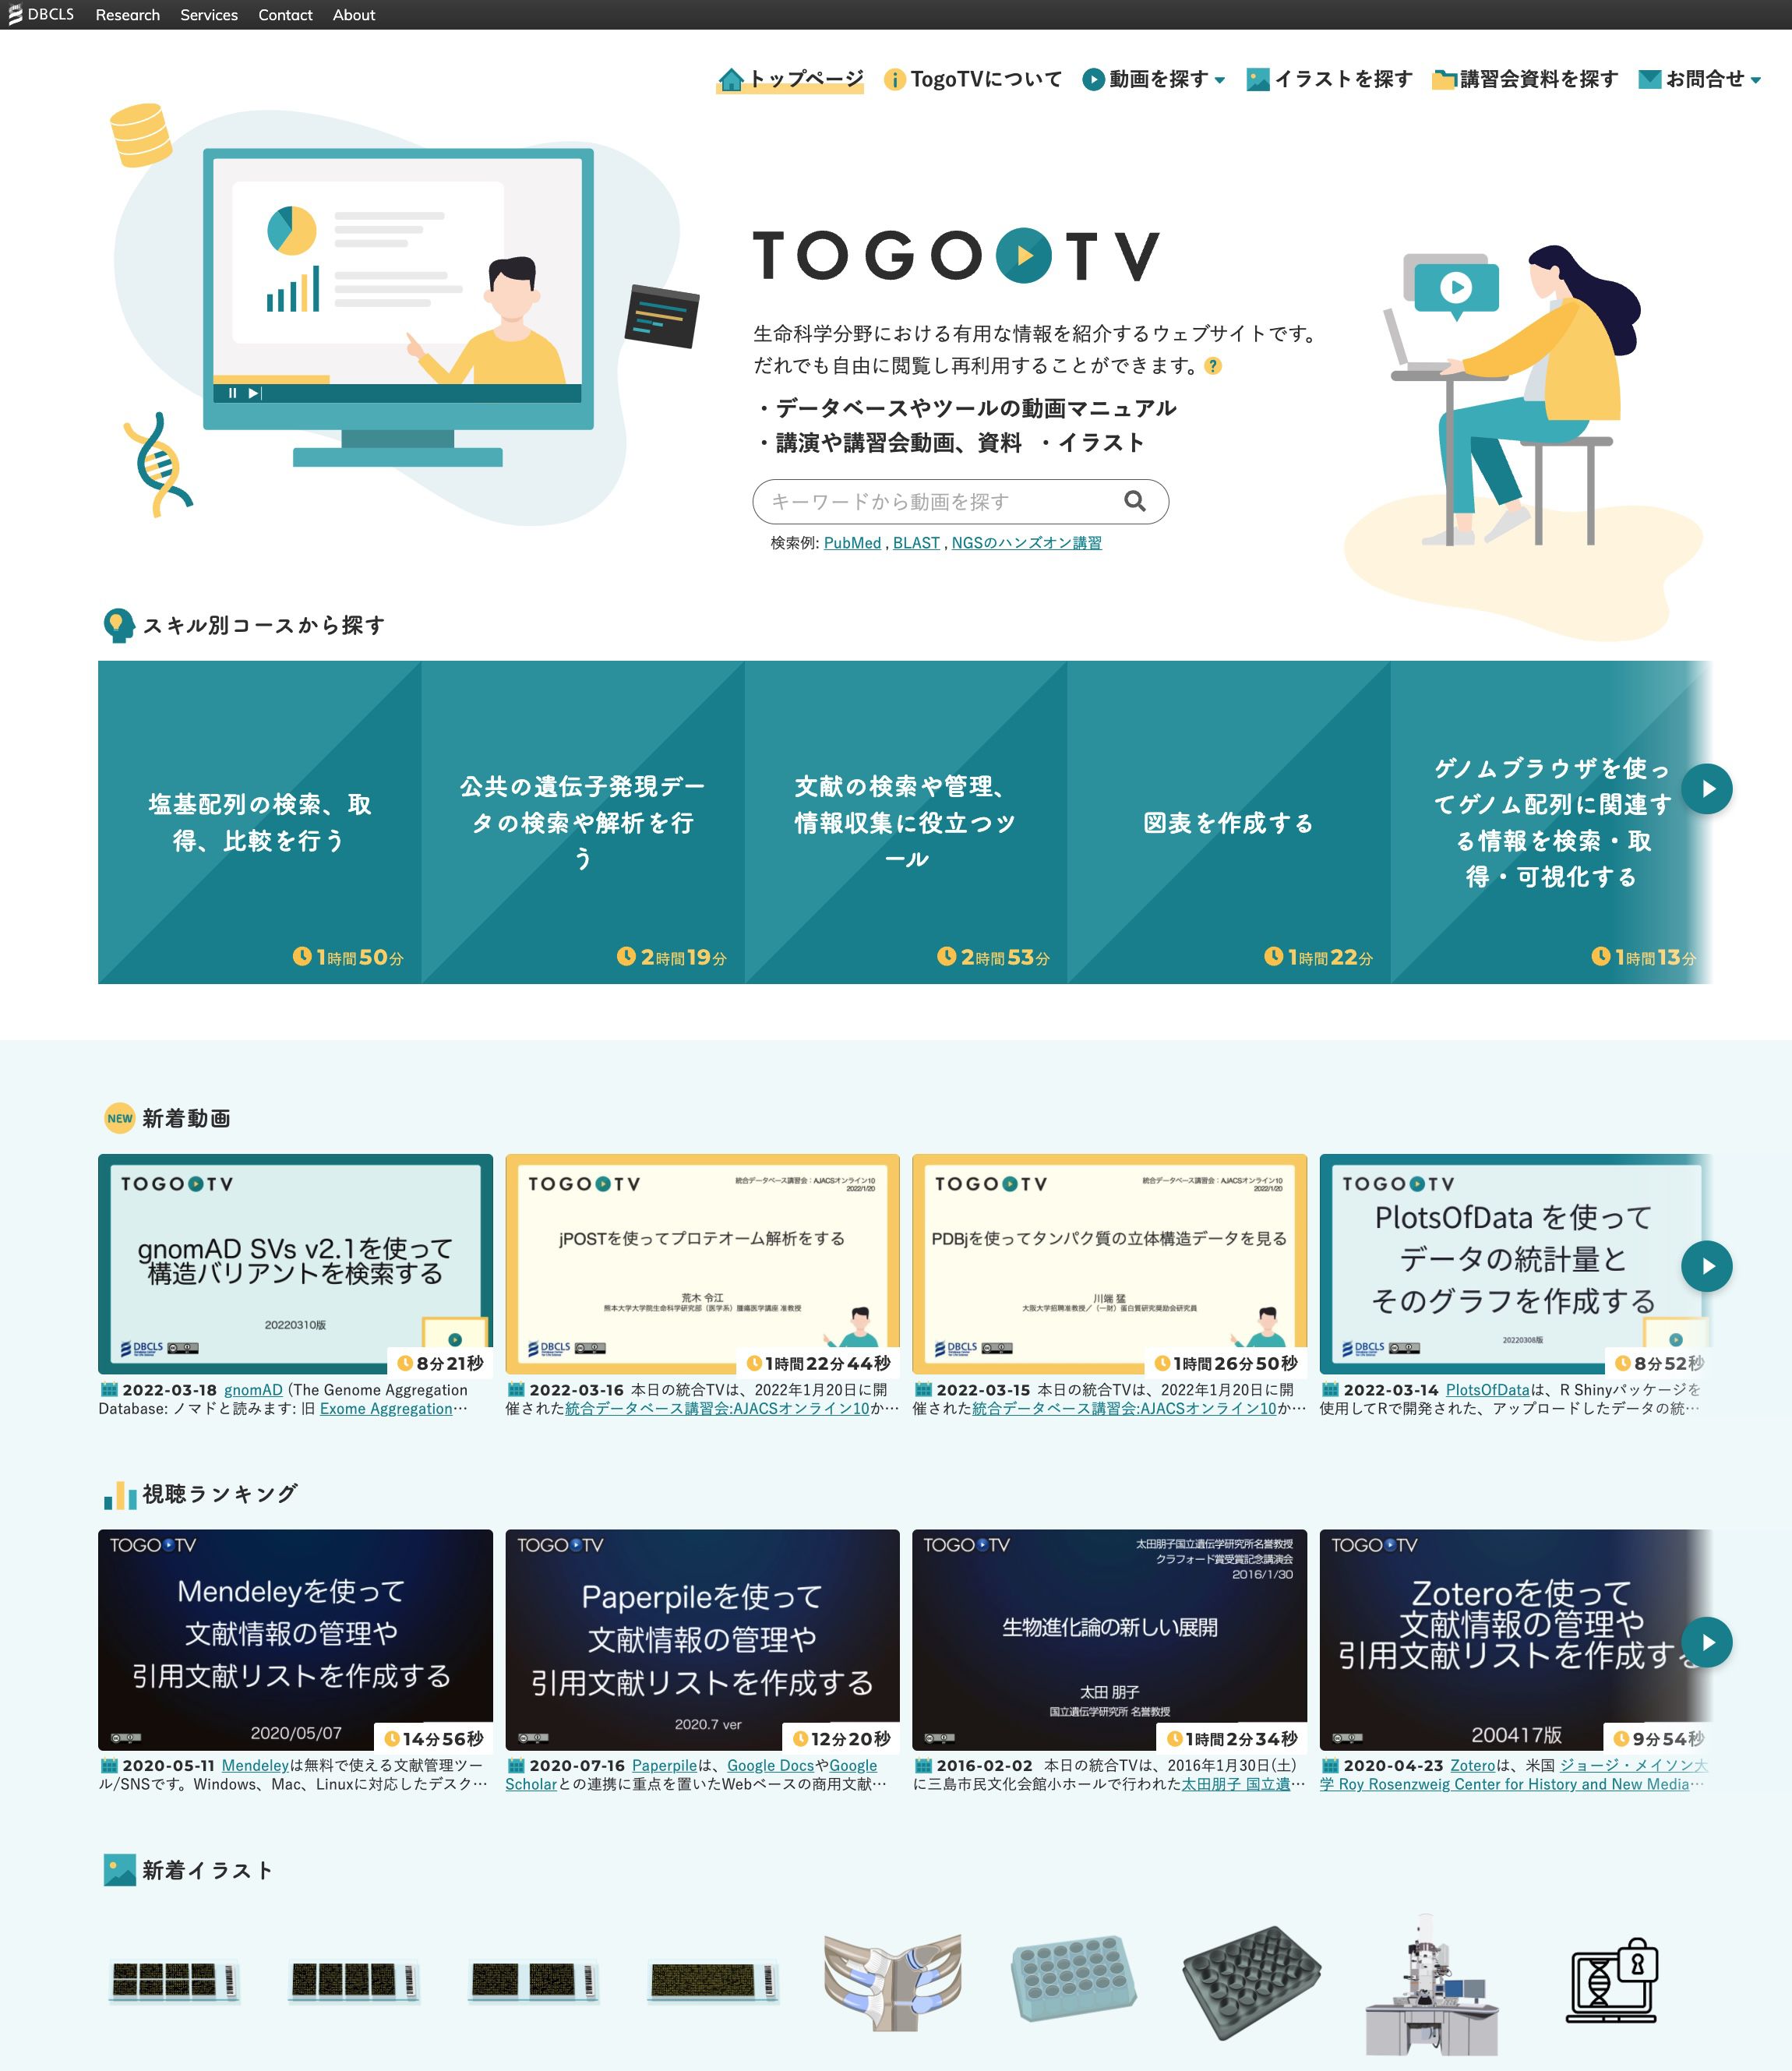 DBCLS Research Services Contact About
トップページ TogoTVについて 動画を探す イラストを探す 講習会資料を探す お問合せ
TOGO TV
生命科学分野における有用な情報を紹介するウェブサイトです。
だれでも自由に閲覧し再利用することができます。?
・データベースやツールの動画マニュアル
・講演や講習会動画、資料 ・イラスト
キーワードから動画を探す
検索例: PubMed , BLAST , NGSのハンズオン講習
スキル別コースから探す
塩基配列の検索、取
得、比較を行う
1時間50分
公共の遺伝子発現デー
タの検索や解析を行
う
2時間19分
文献の検索や管理、
情報収集に役立つツ
ール
2時間53分
図表を作成する
1時間22分
ゲノムブラウザを使っ
てゲノム配列に関連す
る情報を検索・取
得・可視化する
1時間13分
NEW 新着動画
TOGO TV
gnomAD SVs v2.1を使って
構造バリアントを検索する
20220310版
DBCLS
8分21秒
2022-03-18 gnomAD (The Genome Aggregation
Database: ノマドと読みます: 旧 Exome Aggregation…
TOGO TV
統合データベース講習会：AJACSオンライン10
2022/1/20
jPOSTを使ってプロテオーム解析をする
荒木 令江
熊本大学大学院生命科学研究部（医学系）腫瘍医学講座 准教授
DBCLS
1時間22分44秒
2022-03-16 本日の統合TVは、2022年1月20日に開
催された統合データベース講習会:AJACSオンライン10か…
TOGO TV
統合データベース講習会：AJACSオンライン10
2022/1/20
PDBjを使ってタンパク質の立体構造データを見る
川端 猛
大阪大学招聘准教授／（一財）蛋白質研究奨励会研究員
DBCLS
1時間26分50秒
2022-03-15 本日の統合TVは、2022年1月20日に開
催された統合データベース講習会:AJACSオンライン10か…
TOGO TV
PlotsOfData を使って
データの統計量と
そのグラフを作成する
20220308版
DBCLS
8分52秒
2022-03-14 PlotsOfDataは、R Shinyパッケージを
使用してRで開発された、アップロードしたデータの統…
視聴ランキング
TOGO TV
Mendeleyを使って
文献情報の管理や
引用文献リストを作成する
2020/05/07
14分56秒
2020-05-11 Mendeleyは無料で使える文献管理ツー
ル/SNSです。Windows、Mac、Linuxに対応したデスク…
TOGO TV
Paperpileを使って
文献情報の管理や
引用文献リストを作成する
2020.7 ver
12分20秒
2020-07-16 Paperpileは、Google DocsやGoogle
Scholarとの連携に重点を置いたWebベースの商用文献…
TOGO TV
太田朋子国立遺伝学研究所名誉教授
クラフォード賞受賞記念講演会
2016/1/30
生物進化論の新しい展開
太田 朋子
国立遺伝学研究所 名誉教授
1時間2分34秒
2016-02-02 本日の統合TVは、2016年1月30日(土)
に三島市民文化会館小ホールで行われた太田朋子 国立遺…
TOGO TV
Zoteroを使って
文献情報の管理や
引用文献リストを作成する
200417版
9分54秒
2020-04-23 Zoteroは、米国 ジョージ・メイソン大
学 Roy Rosenzweig Center for History and New Media…
新着イラスト